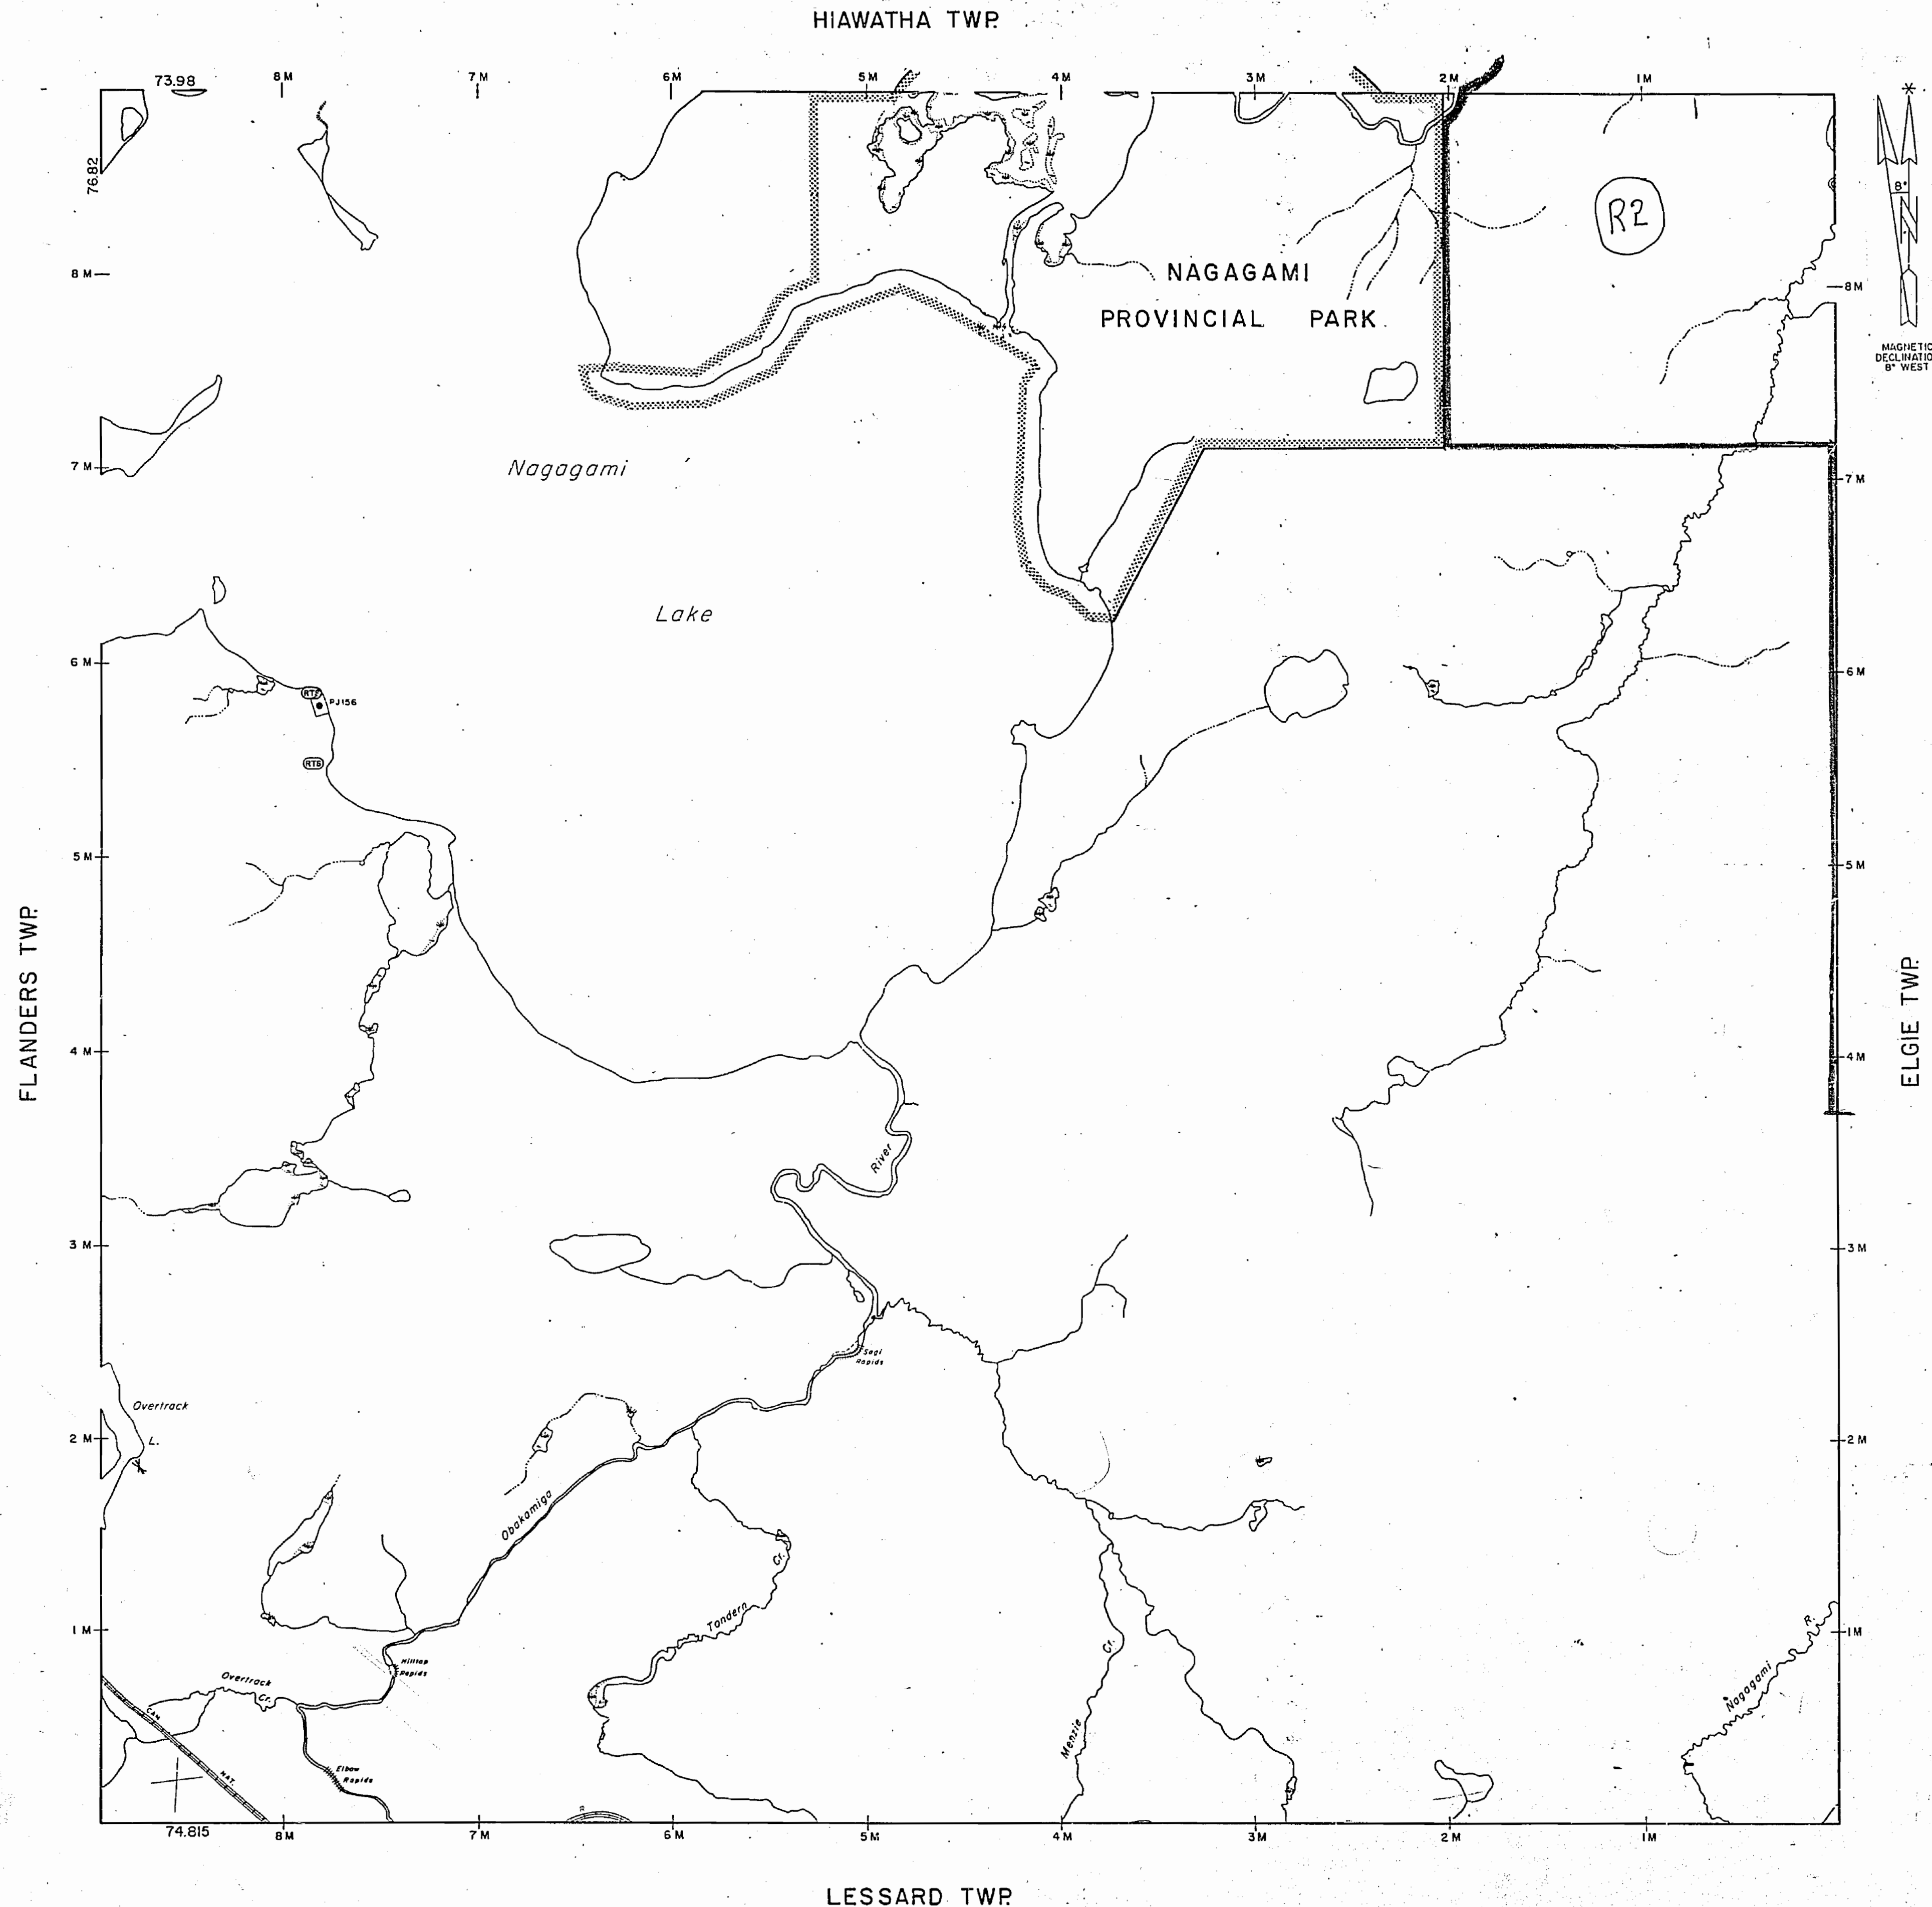 HIAWATHA TWP.
73.98
8 M
7 M
6 M
5 M
4 M
3 M
2 M
1 M
76.82
8°
R2
8 M
NAGAGAMI
8 M
PROVINCIAL PARK
MAGNETIC
DECLINATIO
8° WEST
Nagagami
7 M
7 M
Lake
6 M
6 M
PJ156
5 M
5 M
FLANDERS TWP.
ELGIE TWP.
4 M
4 M
River
3 M
3 M
Sagi
Rapids
Overtrack
L.
2 M
2 M
Obakamiga
Cr.
Tondern
1 M
1 M
R.
Nagagami
Cr.
Menzie
Hilltop
Rapids
Overtrack
Cr.
CAN.
NAT.
Elbow
Rapids
74.815
8 M
7 M
6 M
5 M
4 M
3 M
2 M
1 M
LESSARD TWP.